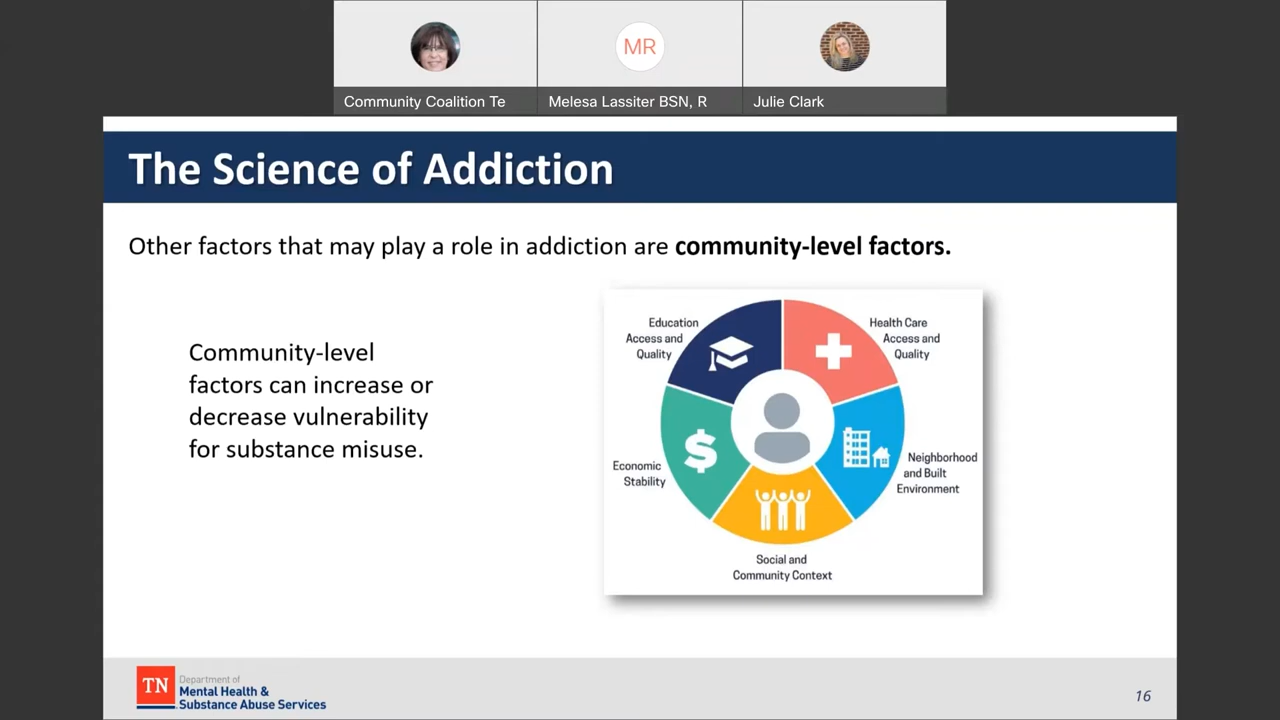 MR
Community Coalition Te
Melesa Lassiter BSN, R
Julie Clark
The Science of Addiction
Other factors that may play a role in addiction are community-level factors.
Community-level
factors can increase or
decrease vulnerability
for substance misuse.
Education
Access and
Quality
Health Care
Access and
Quality
$
Economic
Stability
Neighborhood
and Built
Environment
Social and
Community Context
TN
Department of
Mental Health &
Substance Abuse Services
16